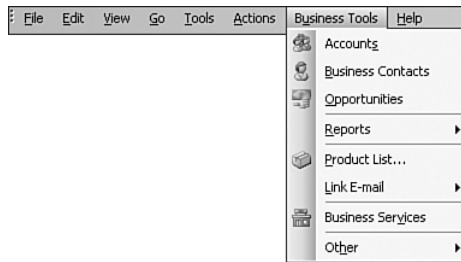 File Edit View Go Tools Actions Business Tools Help
Accounts
Business Contacts
Opportunities
Reports
Product List...
Link E-mail
Business Services
Other